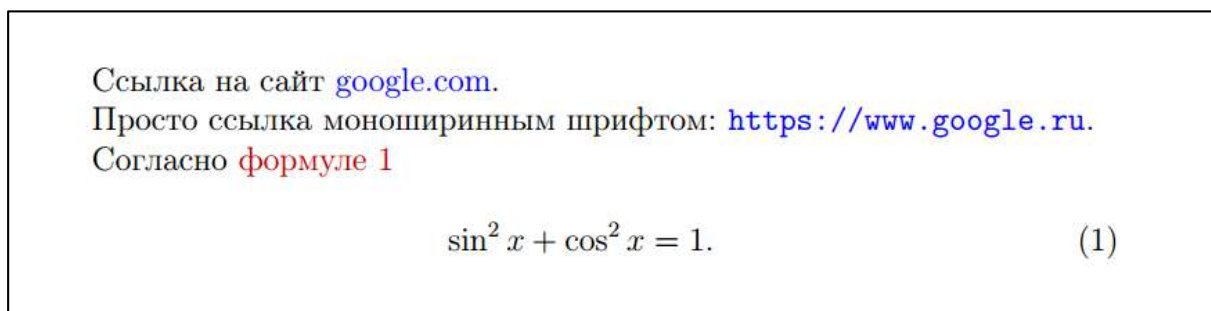 Ссылка на сайт google.com.
Просто ссылка моноширинным шрифтом: https://www.google.ru.
Согласно формуле 1
sin² x + cos² x = 1. (1)